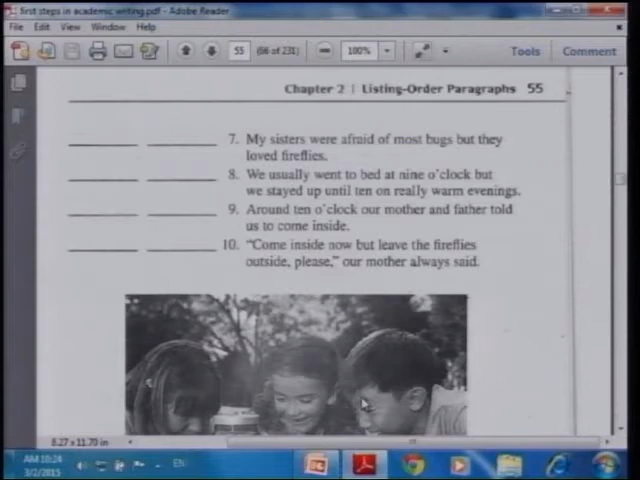 first steps in academic writing.pdf - Adobe Reader
File Edit View Window Help
55 (66 of 231) 100% Tools Comment
Chapter 2 | Listing-Order Paragraphs 55
7. My sisters were afraid of most bugs but they
loved fireflies.
8. We usually went to bed at nine o'clock but
we stayed up until ten on really warm evenings.
9. Around ten o'clock our mother and father told
us to come inside.
10. "Come inside now but leave the fireflies
outside, please," our mother always said.
8.27 x 11.70 in
AM 10:24
3/2/2015
EN